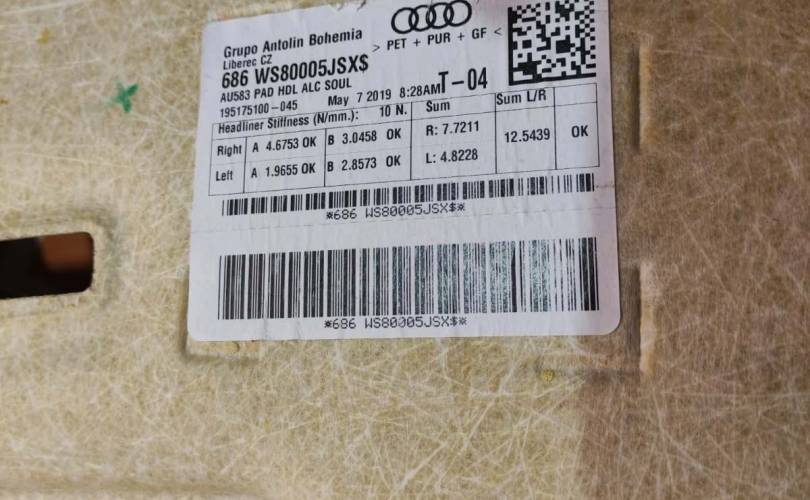 Grupo Antolin Bohemia
Liberec CZ
> PET + PUR + GF <
686 WS80005JSX$
AU583 PAD HDL ALC SOUL
195175100-045 May 7 2019 8:28AM T-04
Headliner Stiffness (N/mm.): 10 N. Sum Sum L/R
Right A 4.6753 OK B 3.0458 OK R: 7.7211 12.5439 OK
Left A 1.9655 OK B 2.8573 OK L: 4.8228
*686 WS80005JSX$*
*686 WS80005JSX$*